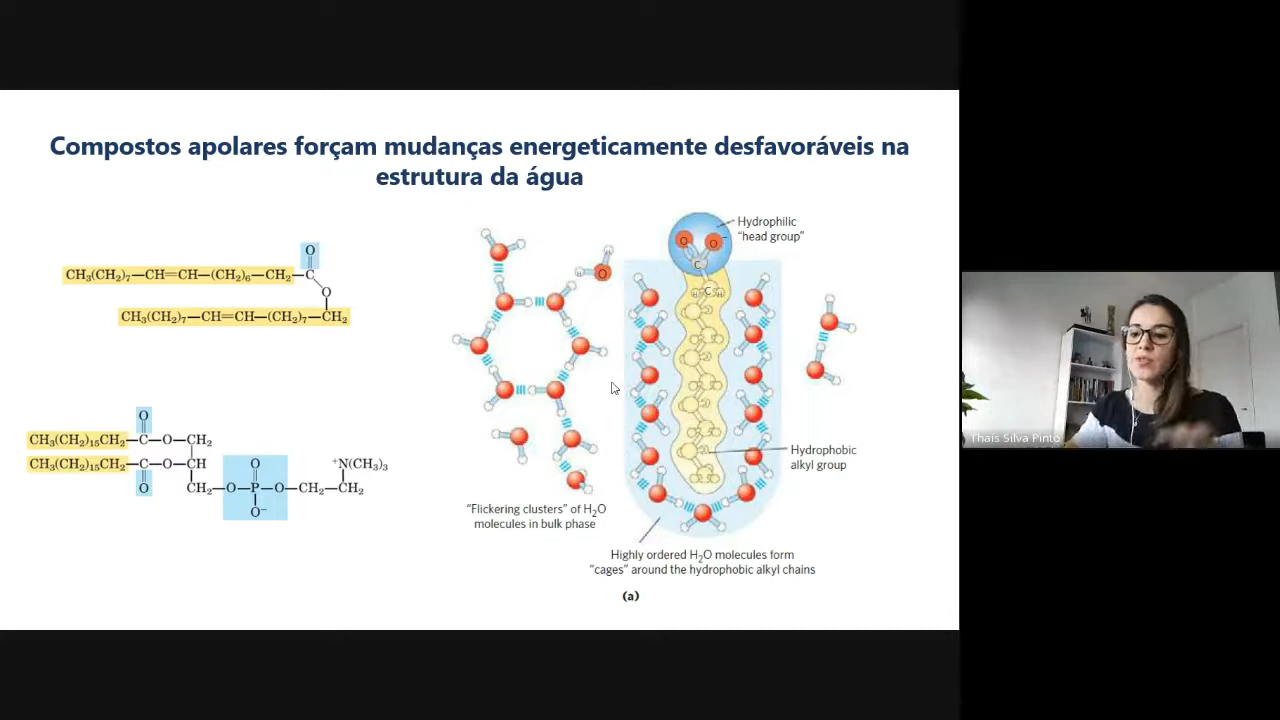 Compostos apolares forçam mudanças energeticamente desfavoráveis na
estrutura da água
O
CH₃(CH₂)₇—CH=CH—(CH₂)₆—CH₂—C
O
CH₃(CH₂)₇—CH=CH—(CH₂)₇—CH₂
O
CH₃(CH₂)₁₅CH₂—C—O—CH₂
CH₃(CH₂)₁₅CH₂—C—O—CH
O
O
⁺N(CH₃)₃
CH₂—O—P—O—CH₂—CH₂
O⁻
H
O
"Flickering clusters" of H₂O
molecules in bulk phase
Hydrophilic
"head group"
O O⁻
C
H C H
Hydrophobic
alkyl group
Highly ordered H₂O molecules form
"cages" around the hydrophobic alkyl chains
(a)
Thais Silva Pinto